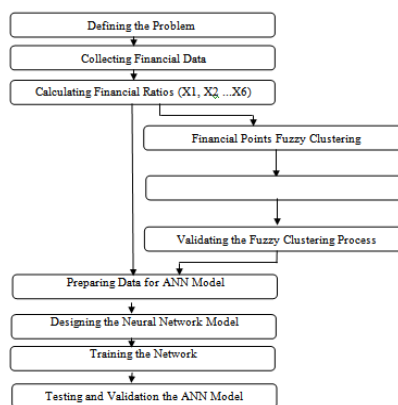 Defining the Problem
Collecting Financial Data
Calculating Financial Ratios (X1, X2 ...X6)
Financial Points Fuzzy Clustering
Validating the Fuzzy Clustering Process
Preparing Data for ANN Model
Designing the Neural Network Model
Training the Network
Testing and Validation the ANN Model